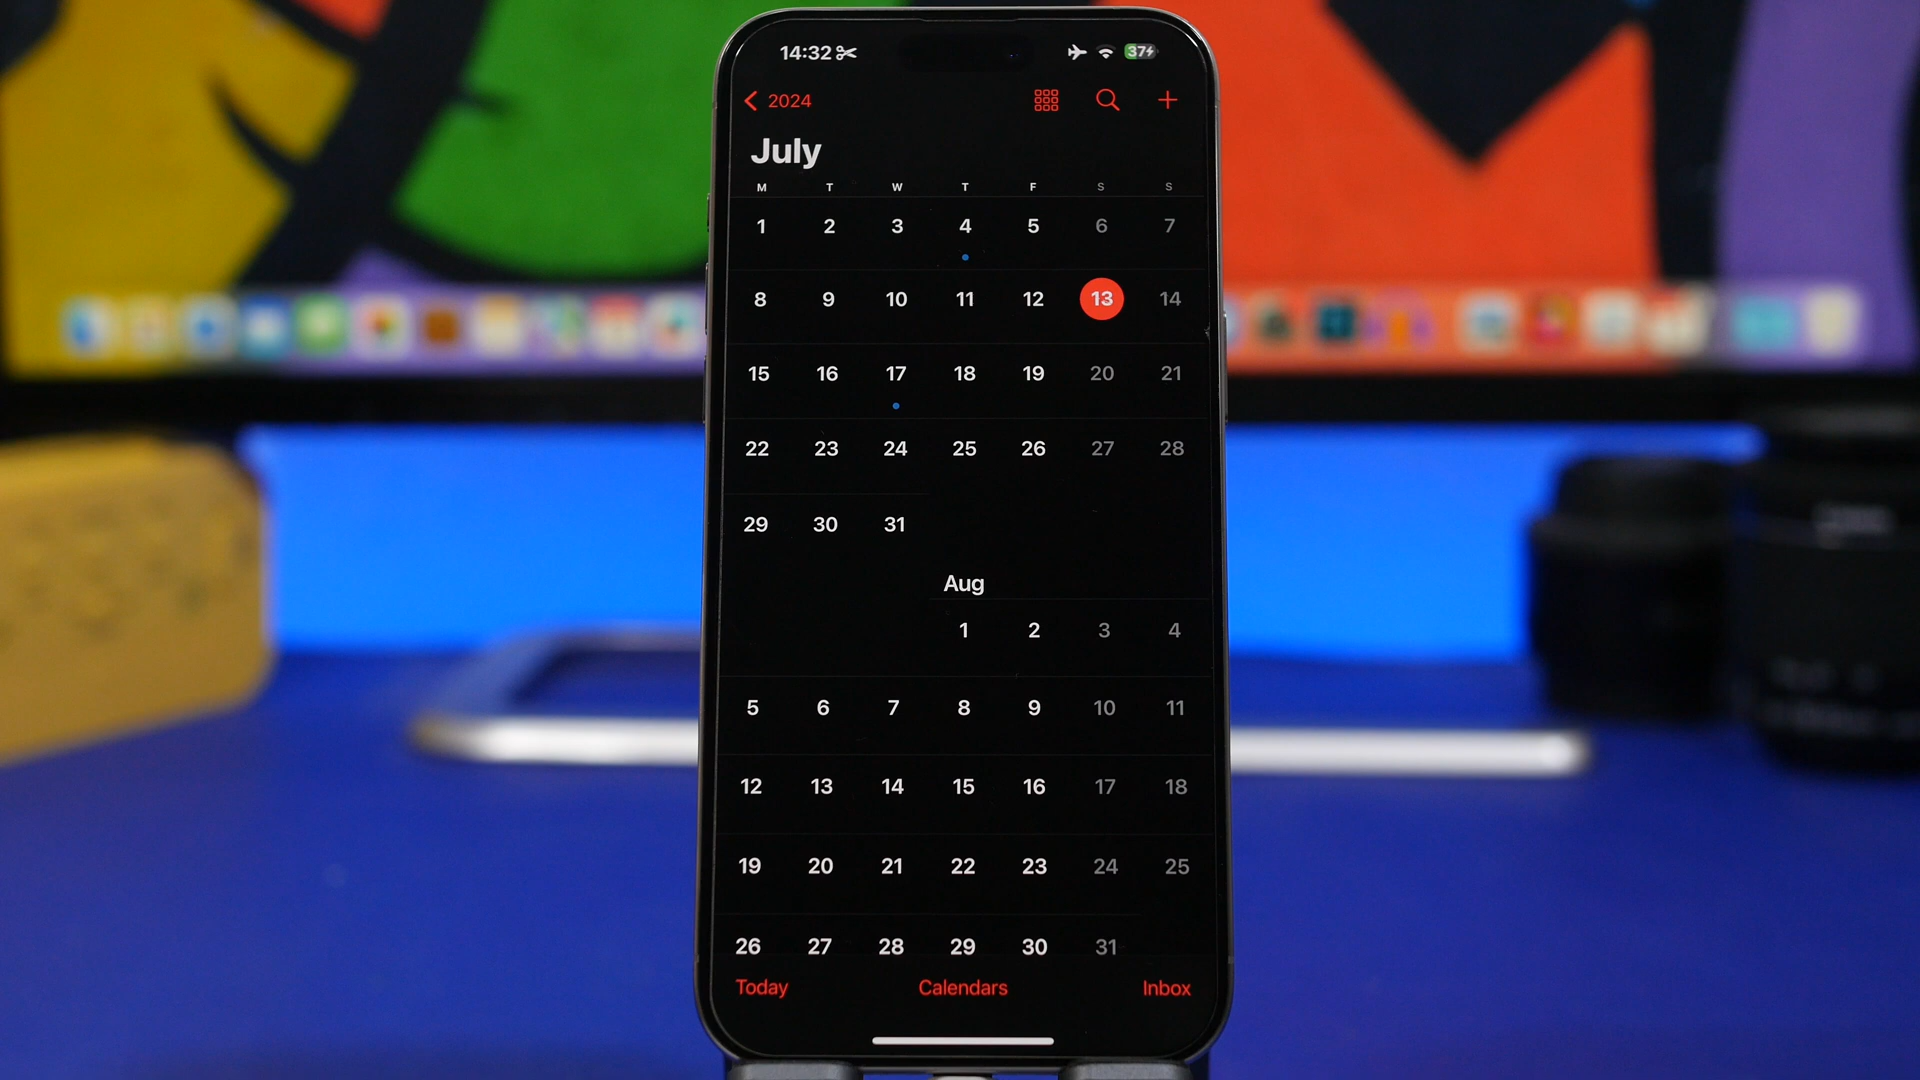 14:32 37
2024
July
M T W T F S S
1 2 3 4 5 6 7
8 9 10 11 12 13 14
15 16 17 18 19 20 21
22 23 24 25 26 27 28
29 30 31
Aug
1 2 3 4
5 6 7 8 9 10 11
12 13 14 15 16 17 18
19 20 21 22 23 24 25
26 27 28 29 30 31
Today Calendars Inbox